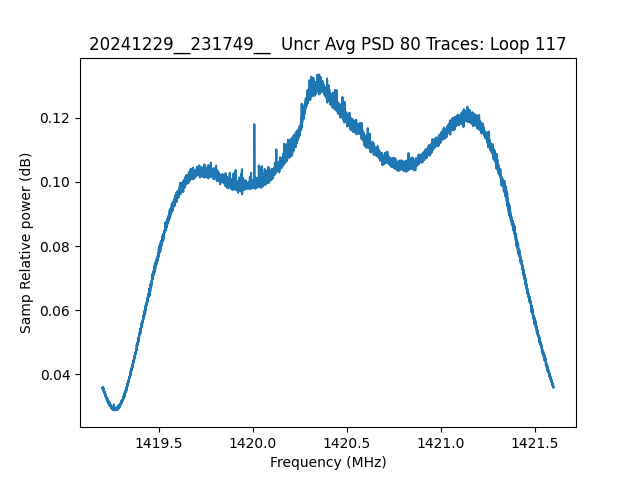 20241229__231749__ Uncr Avg PSD 80 Traces: Loop 117
Samp Relative power (dB)
0.12
0.10
0.08
0.06
0.04
1419.5 1420.0 1420.5 1421.0 1421.5
Frequency (MHz)